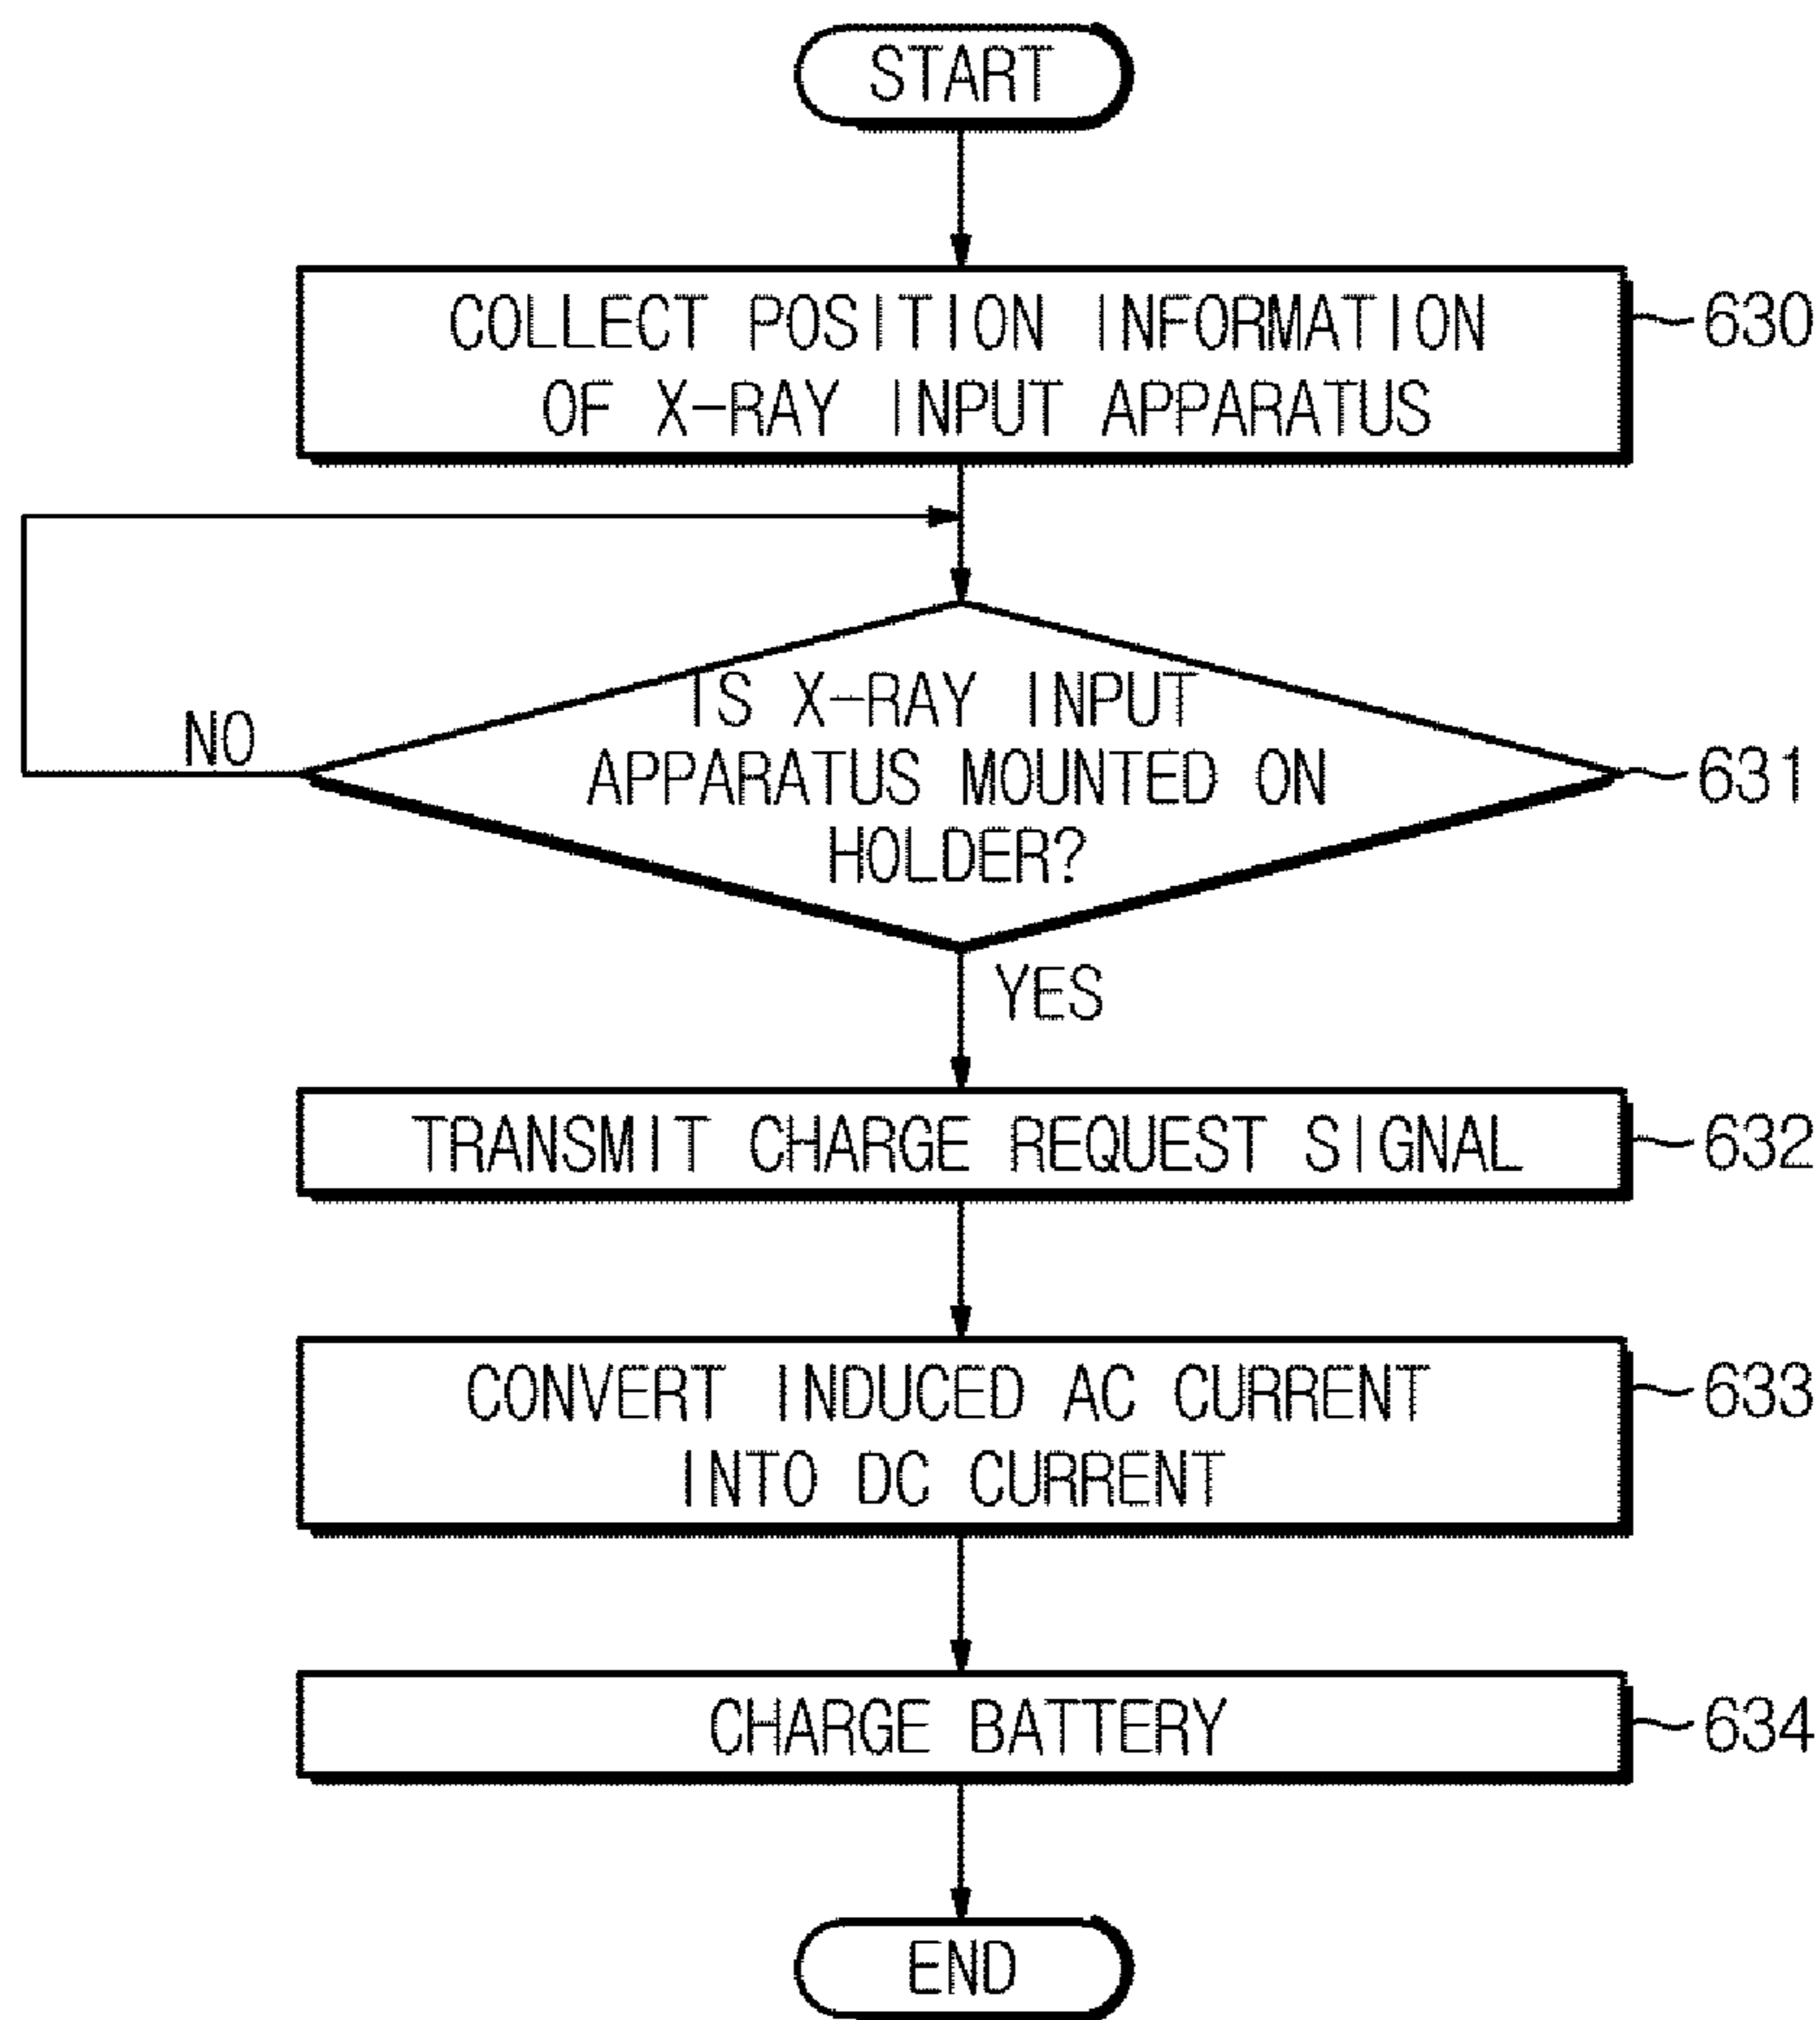 START
COLLECT POSITION INFORMATION
OF X-RAY INPUT APPARATUS
630
IS X-RAY INPUT
APPARATUS MOUNTED ON
HOLDER?
631
NO
YES
TRANSMIT CHARGE REQUEST SIGNAL
632
CONVERT INDUCED AC CURRENT
INTO DC CURRENT
633
CHARGE BATTERY
634
END